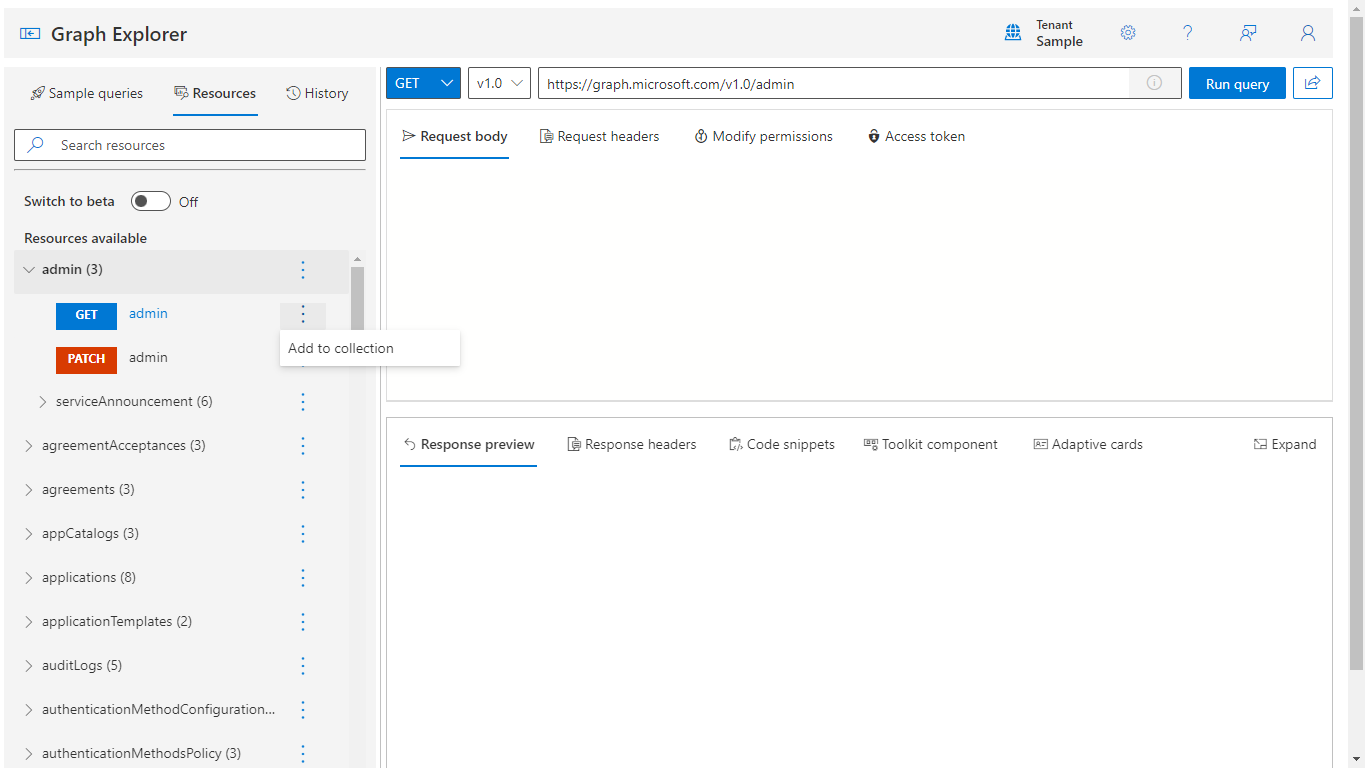 Graph Explorer
Tenant
Sample
Sample queries
Resources
History
Search resources
Switch to beta
Off
Resources available
admin (3)
GET
admin
Add to collection
PATCH
admin
serviceAnnouncement (6)
agreementAcceptances (3)
agreements (3)
appCatalogs (3)
applications (8)
applicationTemplates (2)
auditLogs (5)
authenticationMethodConfiguration...
authenticationMethodsPolicy (3)
GET
v1.0
https://graph.microsoft.com/v1.0/admin
Run query
Request body
Request headers
Modify permissions
Access token
Response preview
Response headers
Code snippets
Toolkit component
Adaptive cards
Expand